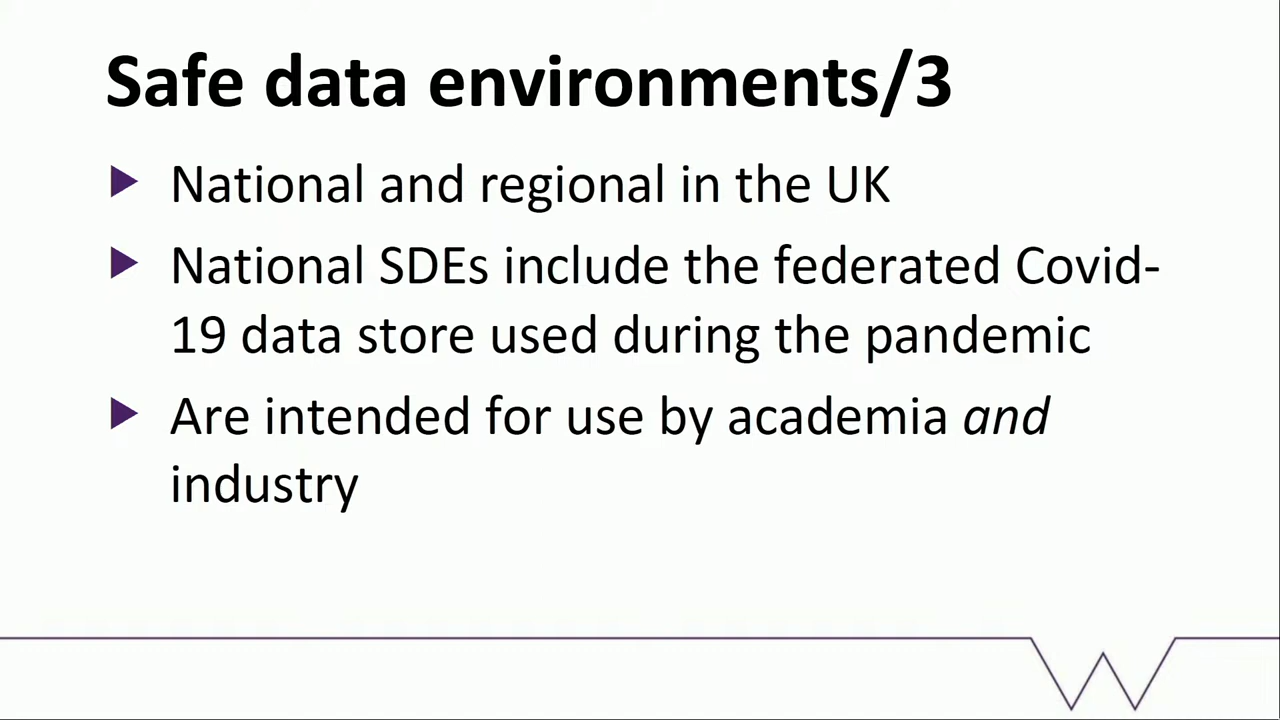 Safe data environments/3
National and regional in the UK
National SDEs include the federated Covid-
19 data store used during the pandemic
Are intended for use by academia and
industry